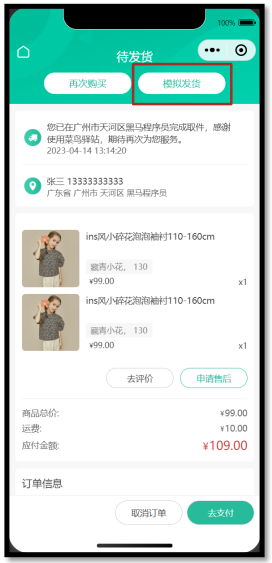 100%
待发货
再次购买
模拟发货
您已在广州市天河区黑马程序员完成取件，感谢
使用菜鸟驿站，期待再次为您服务。
2023-04-14 13:14:20
张三 13333333333
广东省 广州市 天河区 黑马程序员
ins风小碎花泡泡袖衬110-160cm
藏青小花， 130
¥99.00
x1
ins风小碎花泡泡袖衬110-160cm
藏青小花， 130
¥99.00
x1
去评价
申请售后
商品总价:
¥99.00
运费:
¥10.00
应付金额:
¥109.00
订单信息
取消订单
去支付